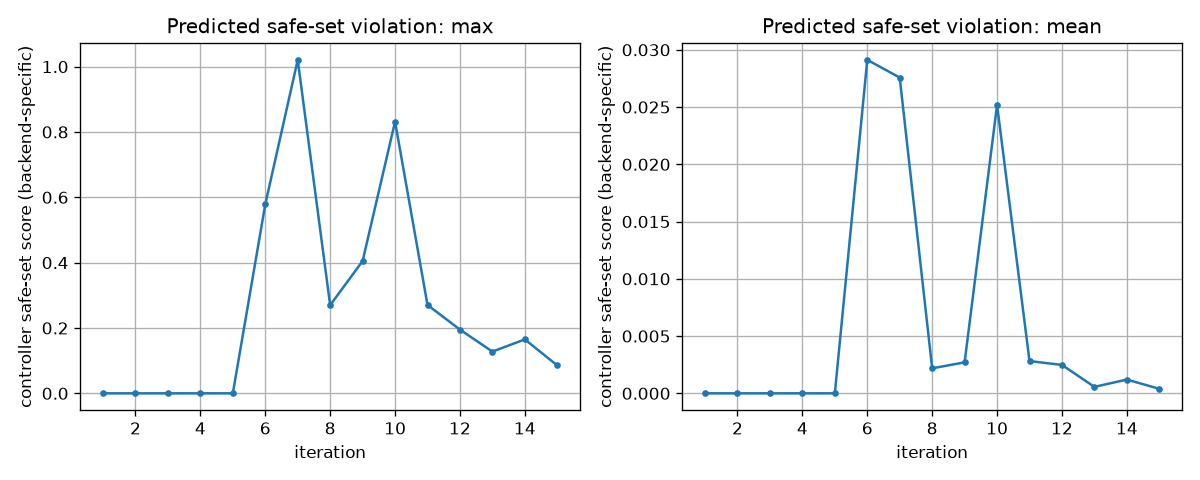 Predicted safe-set violation: max
controller safe-set score (backend-specific)
1.0
0.8
0.6
0.4
0.2
0.0
2 4 6 8 10 12 14
iteration
Predicted safe-set violation: mean
controller safe-set score (backend-specific)
0.030
0.025
0.020
0.015
0.010
0.005
0.000
2 4 6 8 10 12 14
iteration